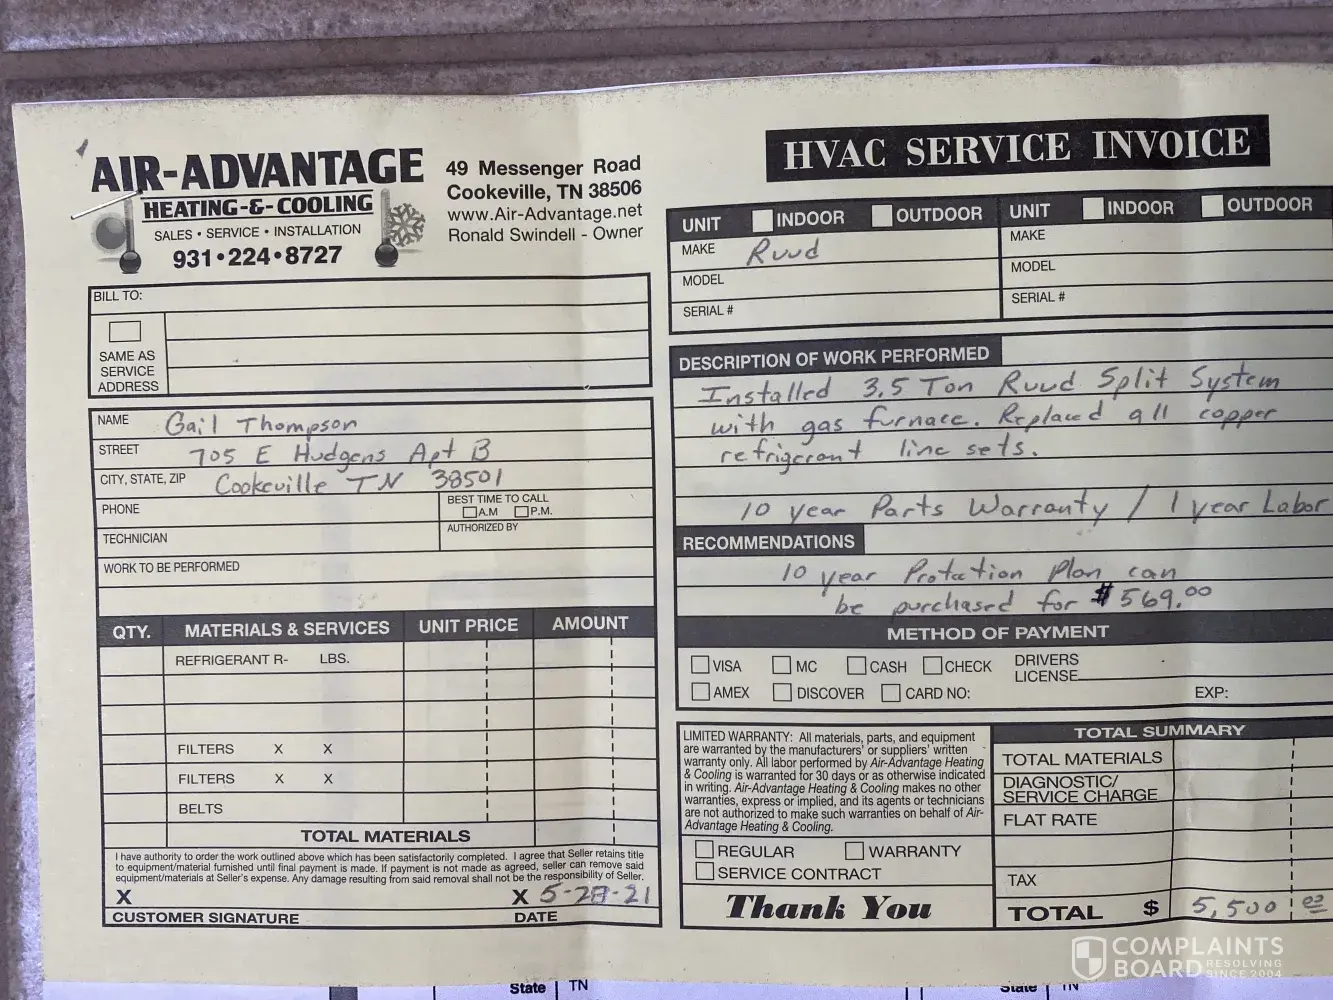 AIR-ADVANTAGE
HEATING-&-COOLING
SALES • SERVICE • INSTALLATION
931•224•8727
49 Messenger Road
Cookeville, TN 38506
www.Air-Advantage.net
Ronald Swindell - Owner
HVAC SERVICE INVOICE
BILL TO:
SAME AS
SERVICE
ADDRESS
NAME Gail Thompson
STREET 705 E Hudgens Apt B
CITY, STATE, ZIP Cookeville TN 38501
PHONE
BEST TIME TO CALL
A.M P.M.
TECHNICIAN
AUTHORIZED BY
WORK TO BE PERFORMED
QTY. MATERIALS & SERVICES UNIT PRICE AMOUNT
REFRIGERANT R- LBS.
FILTERS X X
FILTERS X X
BELTS
TOTAL MATERIALS
I have authority to order the work outlined above which has been satisfactorily completed. I agree that Seller retains title
to equipment/material furnished until final payment is made. If payment is not made as agreed, seller can remove said
equipment/materials at Seller's expense. Any damage resulting from said removal shall not be the responsibility of Seller.
X X 5-28-21
CUSTOMER SIGNATURE DATE
UNIT INDOOR OUTDOOR UNIT INDOOR OUTDOOR
MAKE Ruud MAKE
MODEL MODEL
SERIAL # SERIAL #
DESCRIPTION OF WORK PERFORMED
Installed 3.5 Ton Ruud Split System
with gas furnace. Replaced all copper
refrigerant line sets.
10 year Parts Warranty / 1 year Labor
RECOMMENDATIONS
10 year Protection Plan can
be purchased for $569.00
METHOD OF PAYMENT
VISA MC CASH CHECK DRIVERS
LICENSE
AMEX DISCOVER CARD NO: EXP:
LIMITED WARRANTY: All materials, parts, and equipment
are warranted by the manufacturers' or suppliers' written
warranty only. All labor performed by Air-Advantage Heating
& Cooling is warranted for 30 days or as otherwise indicated
in writing. Air-Advantage Heating & Cooling makes no other
warranties, express or implied, and its agents or technicians
are not authorized to make such warranties on behalf of Air-
Advantage Heating & Cooling.
REGULAR WARRANTY
SERVICE CONTRACT
Thank You
TOTAL SUMMARY
TOTAL MATERIALS
DIAGNOSTIC/
SERVICE CHARGE
FLAT RATE
TAX
TOTAL $ 5,500 00
COMPLAINTS
BOARD RESOLVING
SINCE 2004
State TN State TN